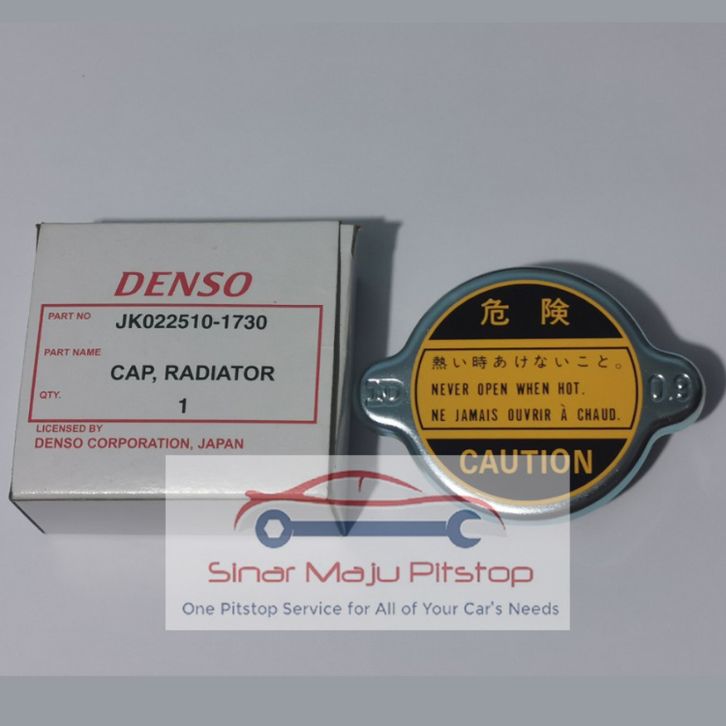 DENSO
PART NO JK022510-1730
PART NAME
CAP, RADIATOR
QTY.
1
LICENSED BY
DENSO CORPORATION, JAPAN
危険
熱い時あけないこと。
NEVER OPEN WHEN HOT.
NE JAMAIS OUVRIR À CHAUD.
CAUTION
0.9
Sinar Maju Pitstop
One Pitstop Service for All of Your Car's Needs